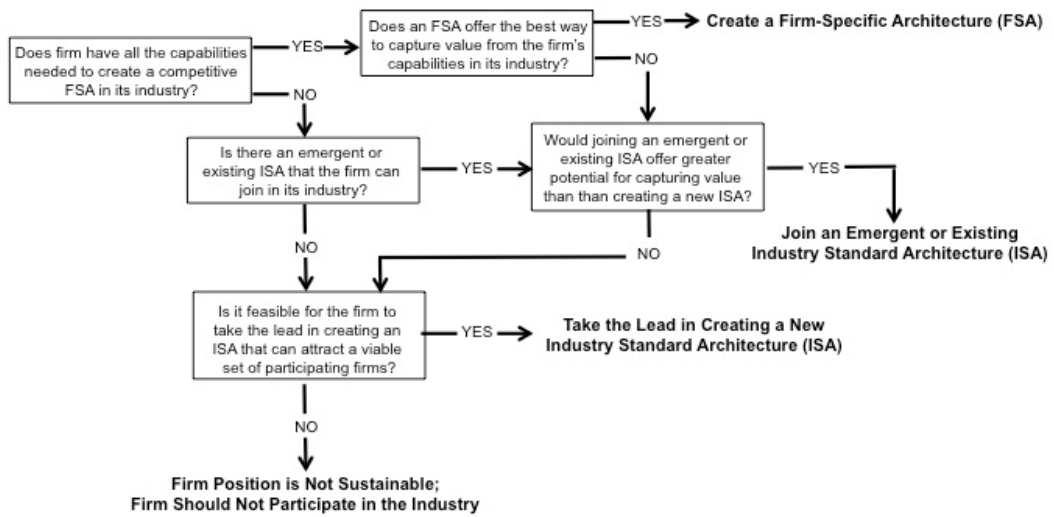 Does firm have all the capabilities
needed to create a competitive
FSA in its industry?
YES
Does an FSA offer the best way
to capture value from the firm's
capabilities in its industry?
YES
Create a Firm-Specific Architecture (FSA)
NO
NO
Is there an emergent or
existing ISA that the firm can
join in its industry?
YES
Would joining an emergent or
existing ISA offer greater
potential for capturing value
than than creating a new ISA?
YES
Join an Emergent or Existing
Industry Standard Architecture (ISA)
NO
NO
Is it feasible for the firm to
take the lead in creating an
ISA that can attract a viable
set of participating firms?
YES
Take the Lead in Creating a New
Industry Standard Architecture (ISA)
NO
Firm Position is Not Sustainable;
Firm Should Not Participate in the Industry